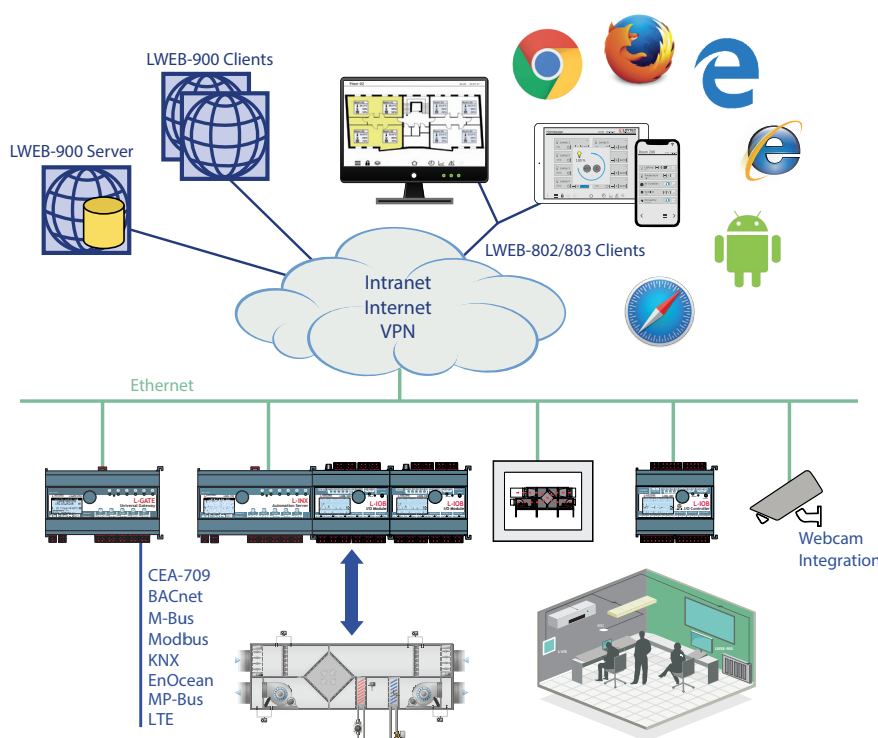 LWEB-900 Clients
LWEB-900 Server
LWEB-802/803 Clients
Intranet
Internet
VPN
Ethernet
L-GATE
Universal Gateway
L-INX
Automation Server
L-IOB
I/O Module
L-IOB
I/O Module
L-IOB
I/O Controller
Webcam
Integration
CEA-709
BACnet
M-Bus
Modbus
KNX
EnOcean
MP-Bus
LTE